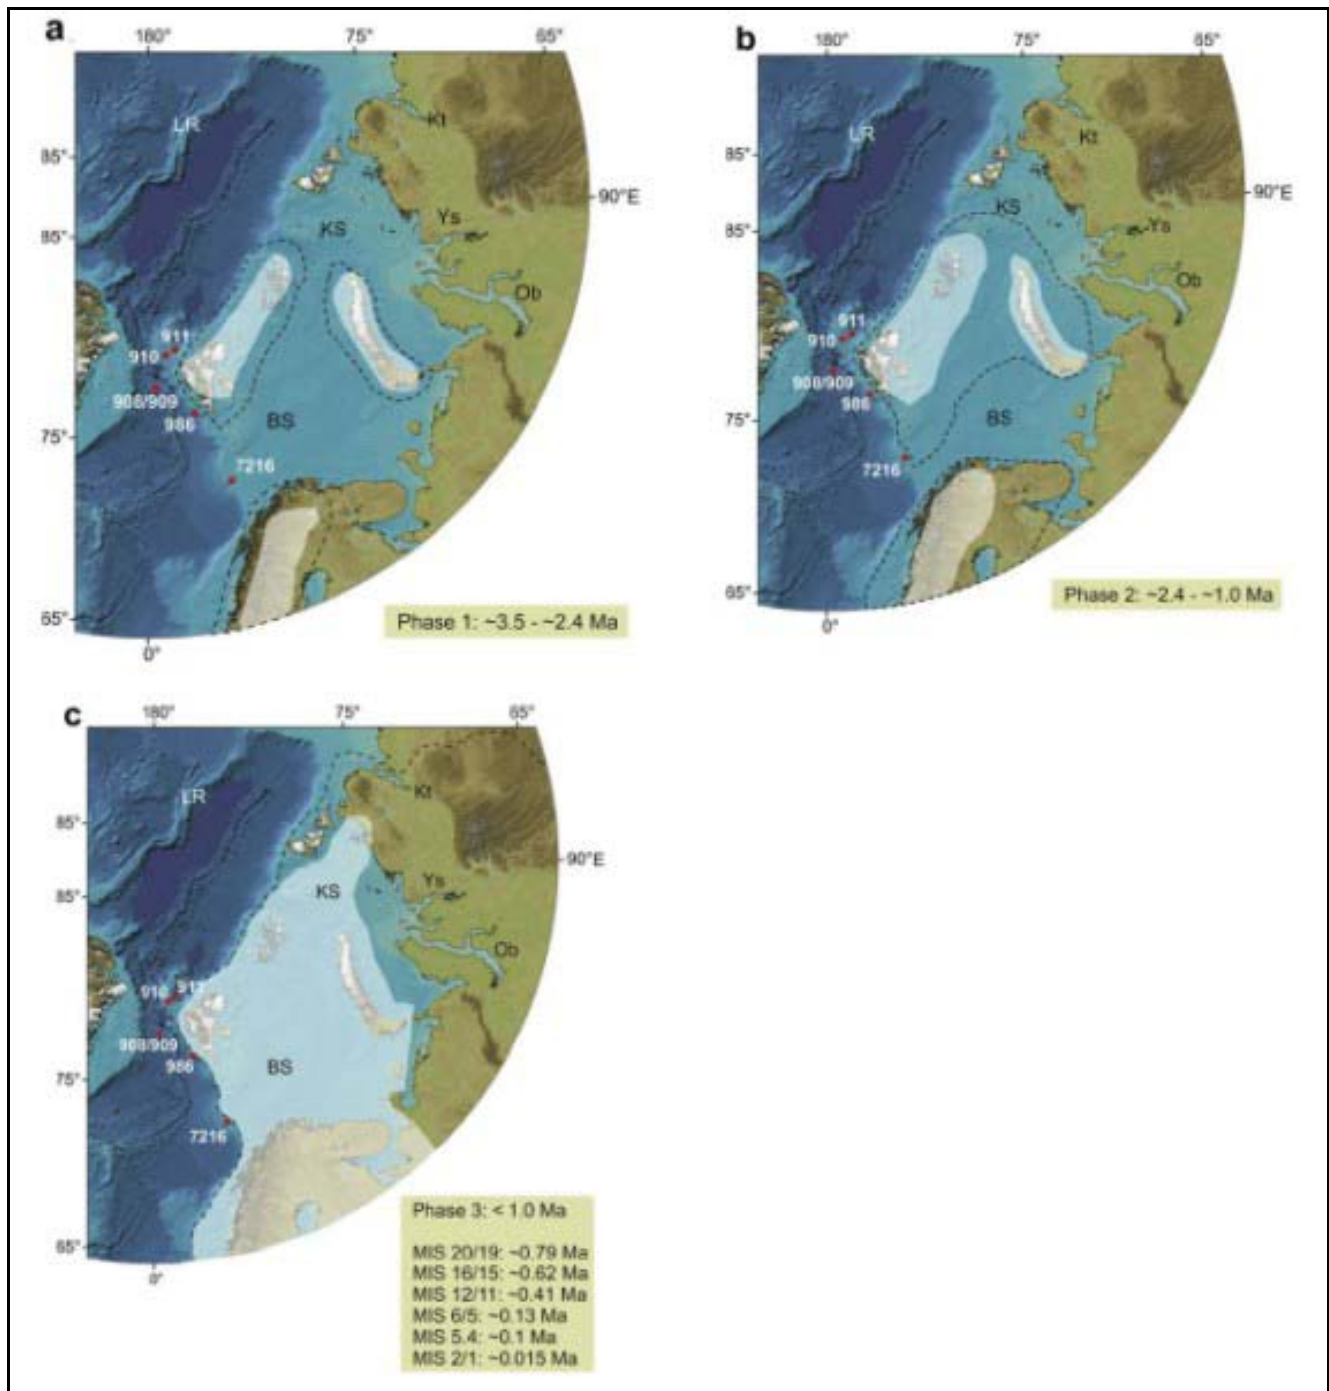 a
180° 75° 65°
LR
Kt
85°
90°E
Ys
KS
85°
Ob
911
910
908/909
986
BS
75°
7216
65°
Phase 1: ~3.5 - ~2.4 Ma
0°
b
180° 75° 65°
LR
Kt
85°
90°E
KS
Ys
85°
Ob
911
910
908/909
986
BS
75°
7216
65°
Phase 2: ~2.4 - ~1.0 Ma
0°
c
180° 75° 65°
LR
Kt
85°
90°E
Ys
KS
85°
Ob
910 911
908/909
986
BS
75°
7216
65°
0°
Phase 3: < 1.0 Ma
MIS 20/19: ~0.79 Ma
MIS 16/15: ~0.62 Ma
MIS 12/11: ~0.41 Ma
MIS 6/5: ~0.13 Ma
MIS 5.4: ~0.1 Ma
MIS 2/1: ~0.015 Ma